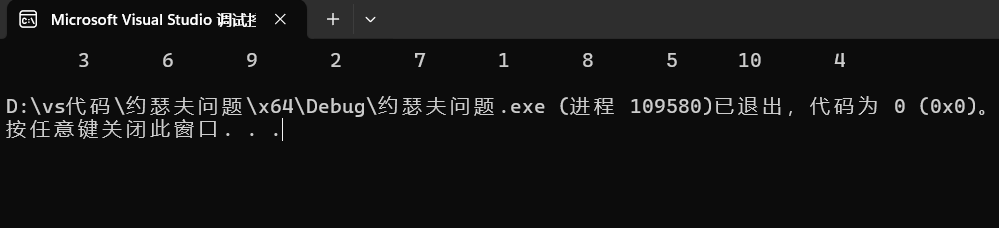 Microsoft Visual Studio 调试
3 6 9 2 7 1 8 5 10 4
D:\vs代码\约瑟夫问题\x64\Debug\约瑟夫问题.exe (进程 109580)已退出，代码为 0 (0x0)。
按任意键关闭此窗口. . .